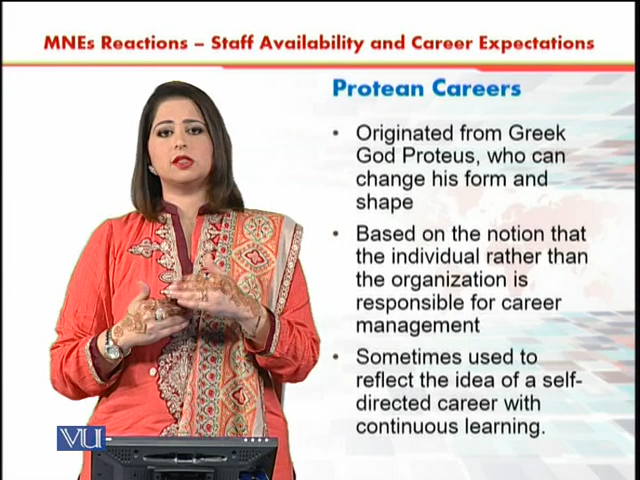 MNEs Reactions – Staff Availability and Career Expectations
Protean Careers
• Originated from Greek
God Proteus, who can
change his form and
shape
• Based on the notion that
the individual rather than
the organization is
responsible for career
management
• Sometimes used to
reflect the idea of a self-
directed career with
continuous learning.
VU